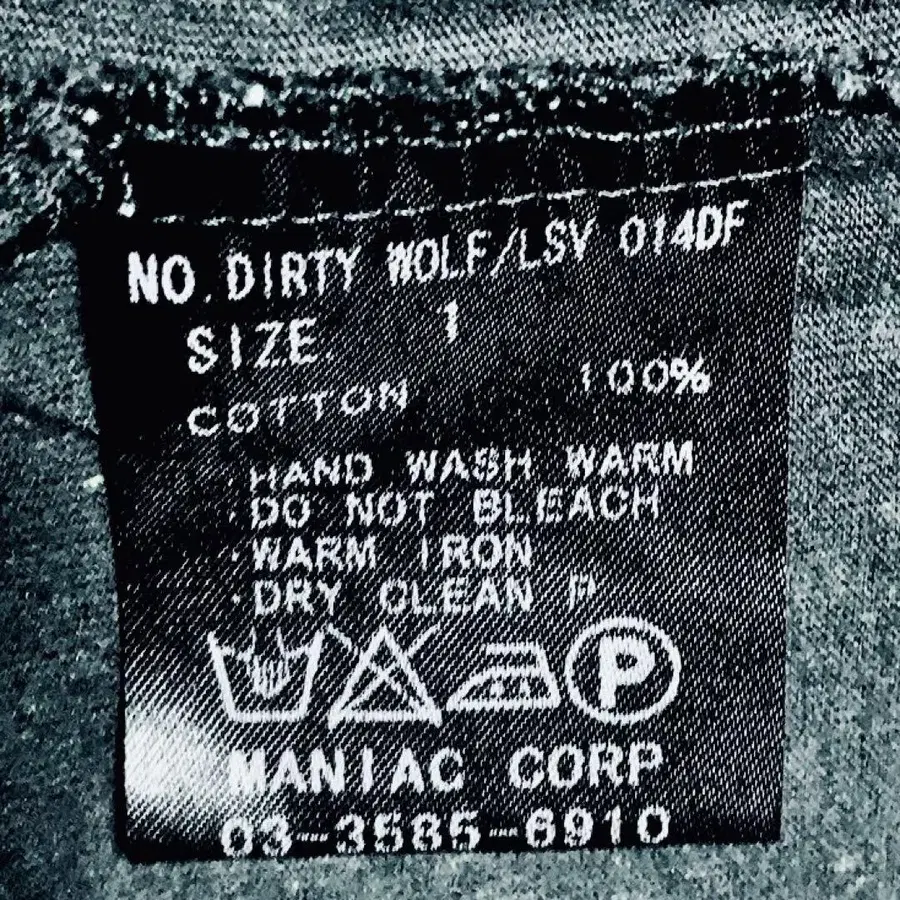 NO. DIRTY WOLF/LSV 014DF
SIZE. 1
COTTON 100%
・HAND WASH WARM
・DO NOT BLEACH
・WARM IRON
・DRY CLEAN P
P
MANIAC CORP
03-3585-6910